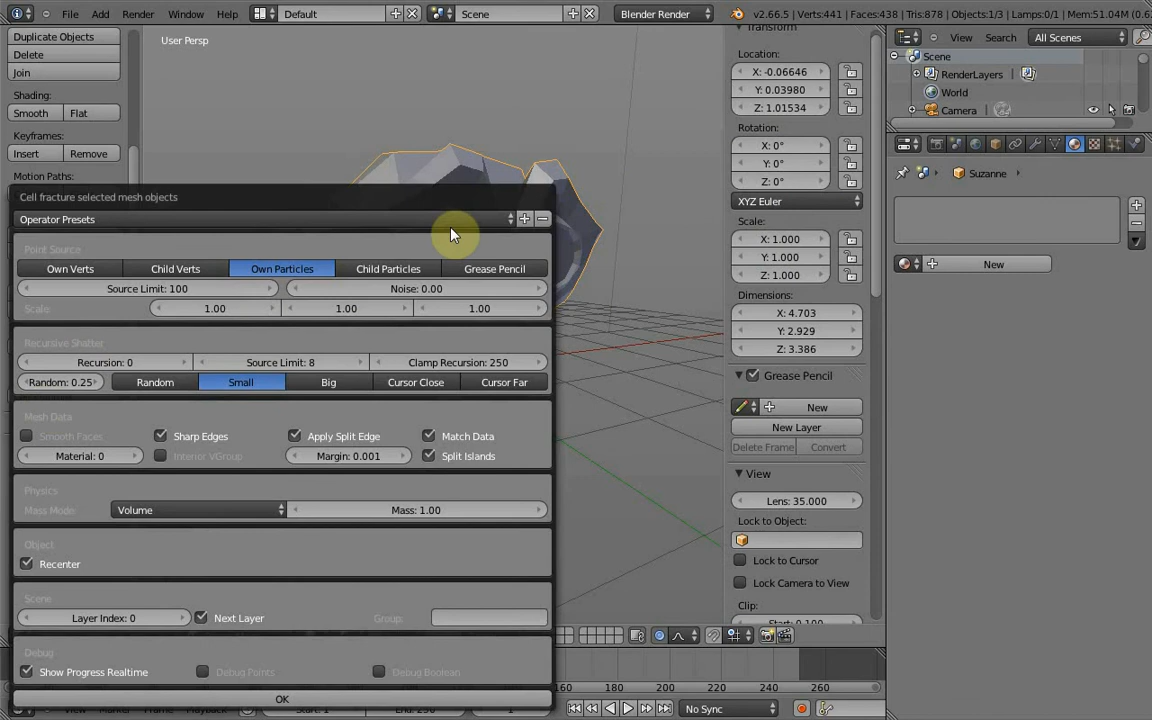 File Add Render Window Help Default Scene Blender Render v2.66.5 | Verts:441 | Faces:438 | Tris:878 | Objects:1/3 | Lamps:0/1 | Mem:51.04M
Duplicate Objects
Delete
Join
Shading:
Smooth Flat
Keyframes:
Insert Remove
Motion Paths:
User Persp
Cell fracture selected mesh objects
Operator Presets
Point Source
Own Verts Child Verts Own Particles Child Particles Grease Pencil
Source Limit: 100 Noise: 0.00
Scale: 1.00 1.00 1.00
Recursive Shatter
Recursion: 0 Source Limit: 8 Clamp Recursion: 250
Random: 0.25 Random Small Big Cursor Close Cursor Far
Mesh Data
Smooth Faces Sharp Edges Apply Split Edge Match Data
Material: 0 Interior VGroup Margin: 0.001 Split Islands
Physics
Mass Mode: Volume Mass: 1.00
Object
Recenter
Scene
Layer Index: 0 Next Layer Group:
Debug
Show Progress Realtime Debug Points Debug Boolean
OK
Transform
Location:
X: -0.06646
Y: 0.03980
Z: 1.01534
Rotation:
X: 0°
Y: 0°
Z: 0°
XYZ Euler
Scale:
X: 1.000
Y: 1.000
Z: 1.000
Dimensions:
X: 4.703
Y: 2.929
Z: 3.386
Grease Pencil
New
New Layer
Delete Frame Convert
View
Lens: 35.000
Lock to Object:
Lock to Cursor
Lock Camera to View
Clip:
Start: 0.100
View Search All Scenes
Scene
RenderLayers
World
Camera
Suzanne
New
160 180 200 220 240 260
View Marker Frame Playback Start: 1 End: 250 1 No Sync